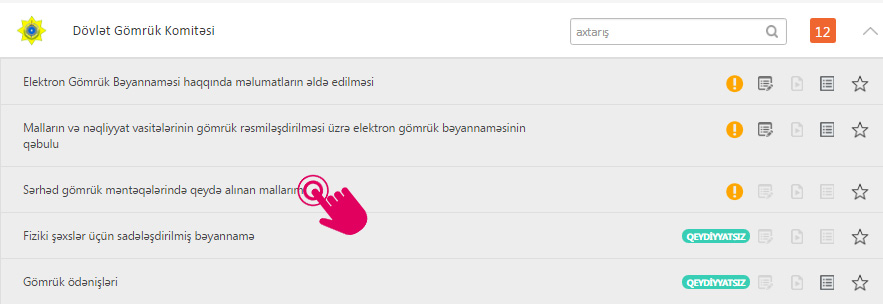 Dövlət Gömrük Komitəsi
axtarış
12
Elektron Gömrük Bəyannaməsi haqqında məlumatların əldə edilməsi
Malların və nəqliyyat vasitələrinin gömrük rəsmiləşdirilməsi üzrə elektron gömrük bəyannaməsinin
qəbulu
Sərhəd gömrük məntəqələrində qeydə alınan mallarım
Fiziki şəxslər üçün sadələşdirilmiş bəyannamə
QEYDİYYATSIZ
Gömrük ödənişləri
QEYDİYYATSIZ